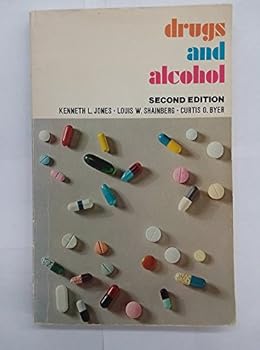 drugs
and
alcohol
SECOND EDITION
KENNETH L. JONES • LOUIS W. SHAINBERG • CURTIS O. BYER